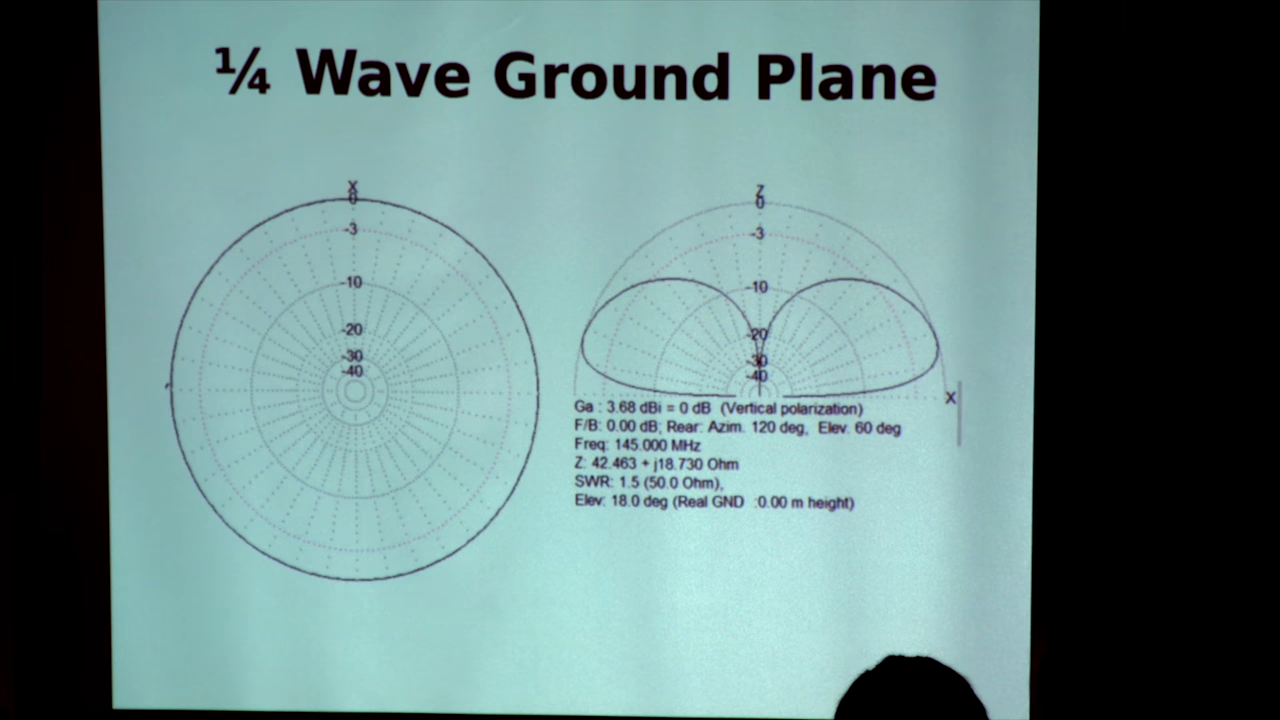 ¼ Wave Ground Plane
X
0
-3
-10
-20
-30
-40
Z
0
-3
-10
-20
-30
-40
X
Ga : 3.68 dBi = 0 dB (Vertical polarization)
F/B: 0.00 dB; Rear: Azim. 120 deg, Elev. 60 deg
Freq: 145.000 MHz
Z: 42.463 + j18.730 Ohm
SWR: 1.5 (50.0 Ohm),
Elev: 18.0 deg (Real GND :0.00 m height)